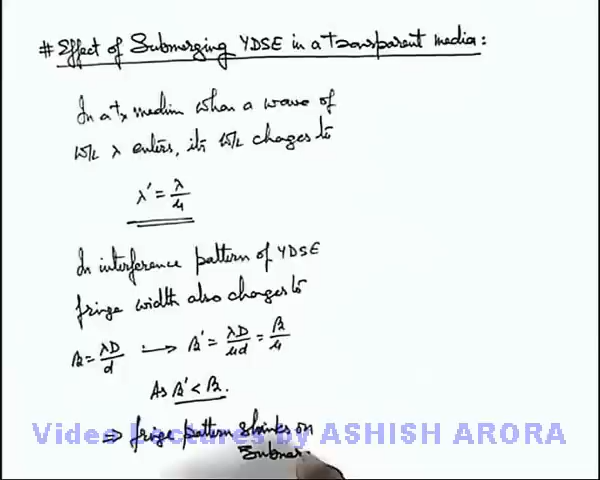 # Effect of Submerging YDSE in a transparent media :
In a tx medium when a wave of
w/L λ enters, its w/L changes to
λ' = λ/μ
In interference pattern of YDSE
fringe width also changes to
β = λD/d → β' = λD/μd = β/μ
As β' < β.
⇒ fringe pattern shrinks on
Submer
Video Lectures by ASHISH ARORA